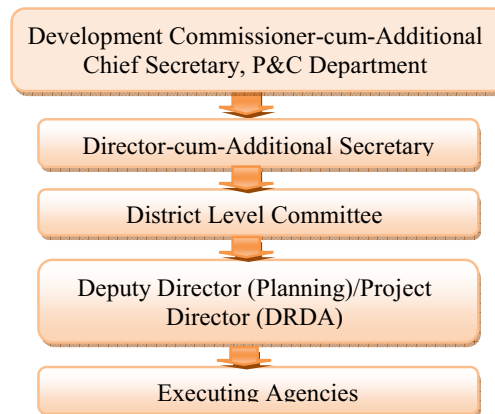 Development Commissioner-cum-Additional
Chief Secretary, P&C Department
Director-cum-Additional Secretary
District Level Committee
Deputy Director (Planning)/Project
Director (DRDA)
Executing Agencies